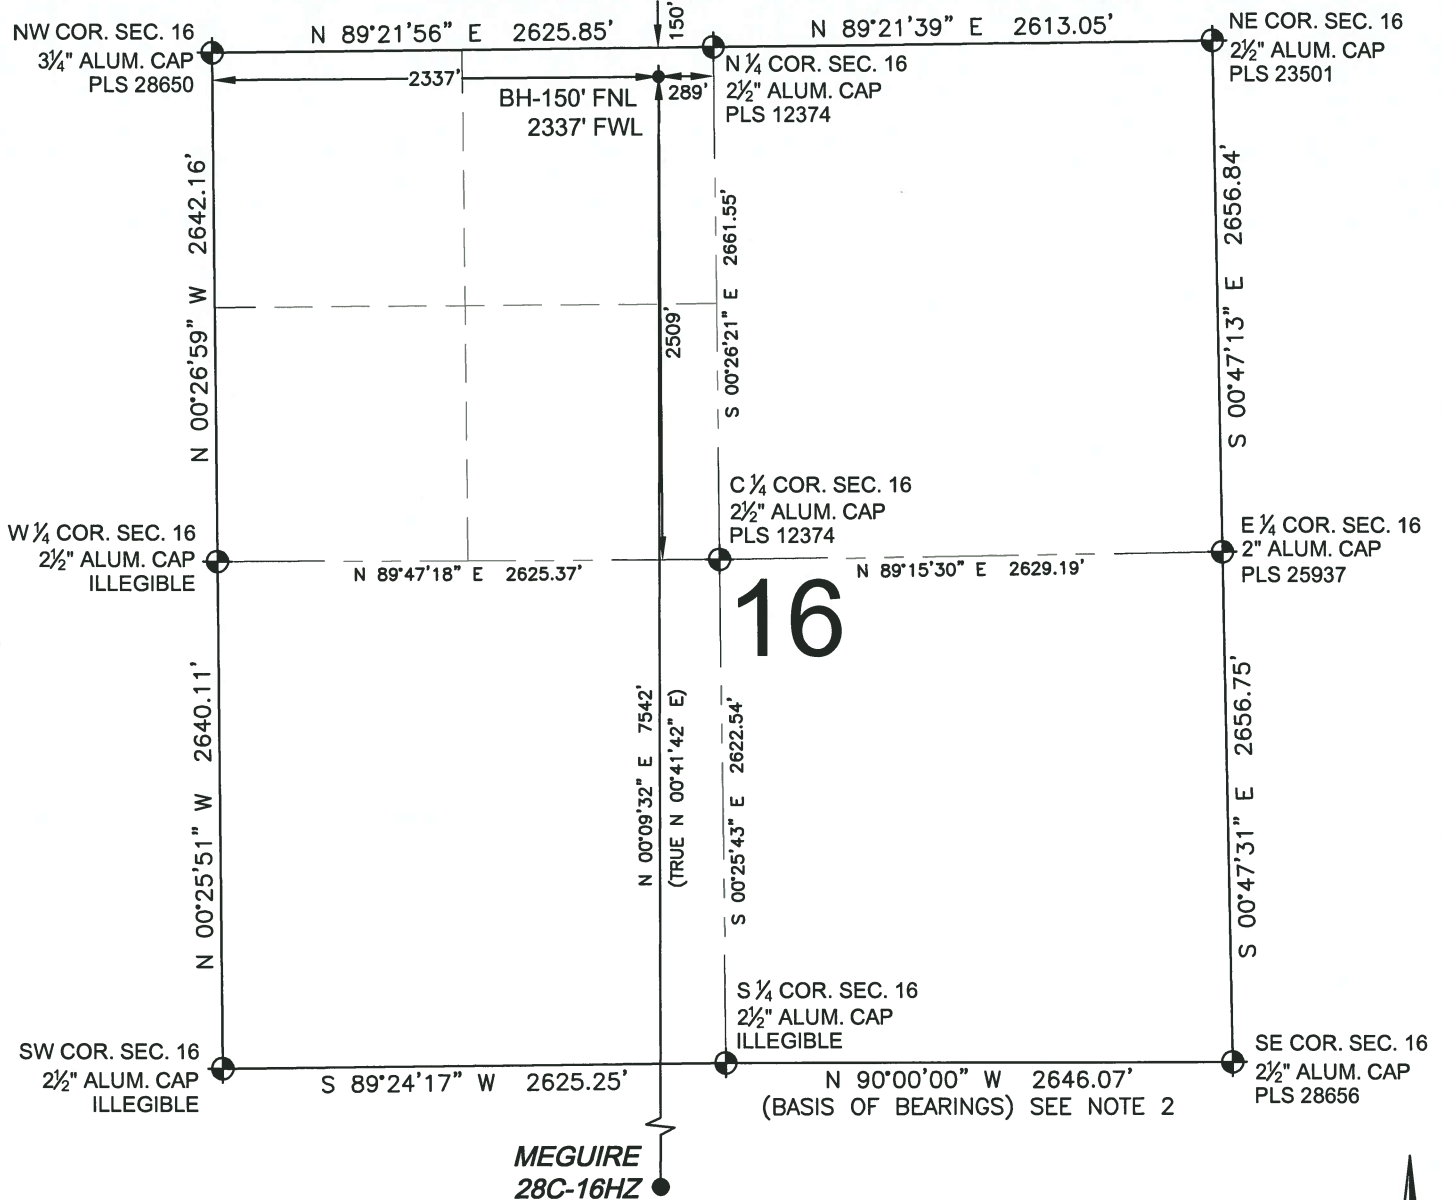 NW COR. SEC. 16
3¼" ALUM. CAP
PLS 28650
N 89°21'56" E 2625.85'
150'
N 89°21'39" E 2613.05'
NE COR. SEC. 16
2½" ALUM. CAP
PLS 23501
2337'
289'
BH-150' FNL
2337' FWL
N ¼ COR. SEC. 16
2½" ALUM. CAP
PLS 12374
N 00°26'59" W 2642.16'
2509'
S 00°26'21" E 2661.55'
S 00°47'13" E 2656.84'
C ¼ COR. SEC. 16
2½" ALUM. CAP
PLS 12374
W ¼ COR. SEC. 16
2½" ALUM. CAP
ILLEGIBLE
E ¼ COR. SEC. 16
2" ALUM. CAP
PLS 25937
N 89°47'18" E 2625.37'
N 89°15'30" E 2629.19'
16
N 00°25'51" W 2640.11'
N 00°09'32" E 7542'
(TRUE N 00°41'42" E)
S 00°25'43" E 2622.54'
S 00°47'31" E 2656.75'
S ¼ COR. SEC. 16
2½" ALUM. CAP
ILLEGIBLE
SW COR. SEC. 16
2½" ALUM. CAP
ILLEGIBLE
SE COR. SEC. 16
2½" ALUM. CAP
PLS 28656
S 89°24'17" W 2625.25'
N 90°00'00" W 2646.07'
(BASIS OF BEARINGS) SEE NOTE 2
MEGUIRE
28C-16HZ